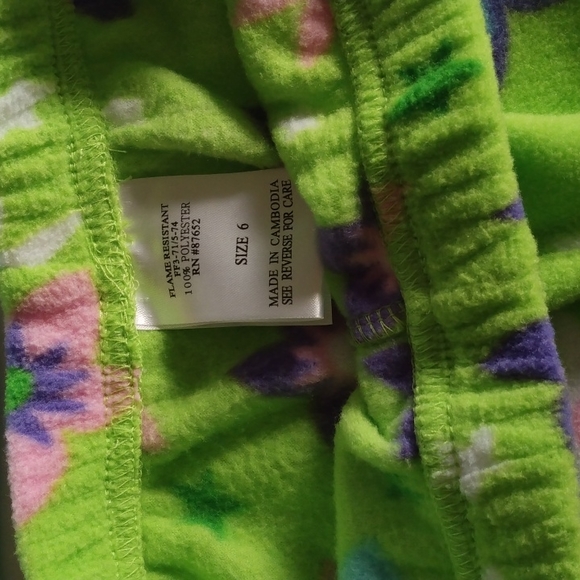 FLAME RESISTANT
FF3-71/5-74
100% POLYESTER
RN #87652
SIZE 6
MADE IN CAMBODIA
SEE REVERSE FOR CARE